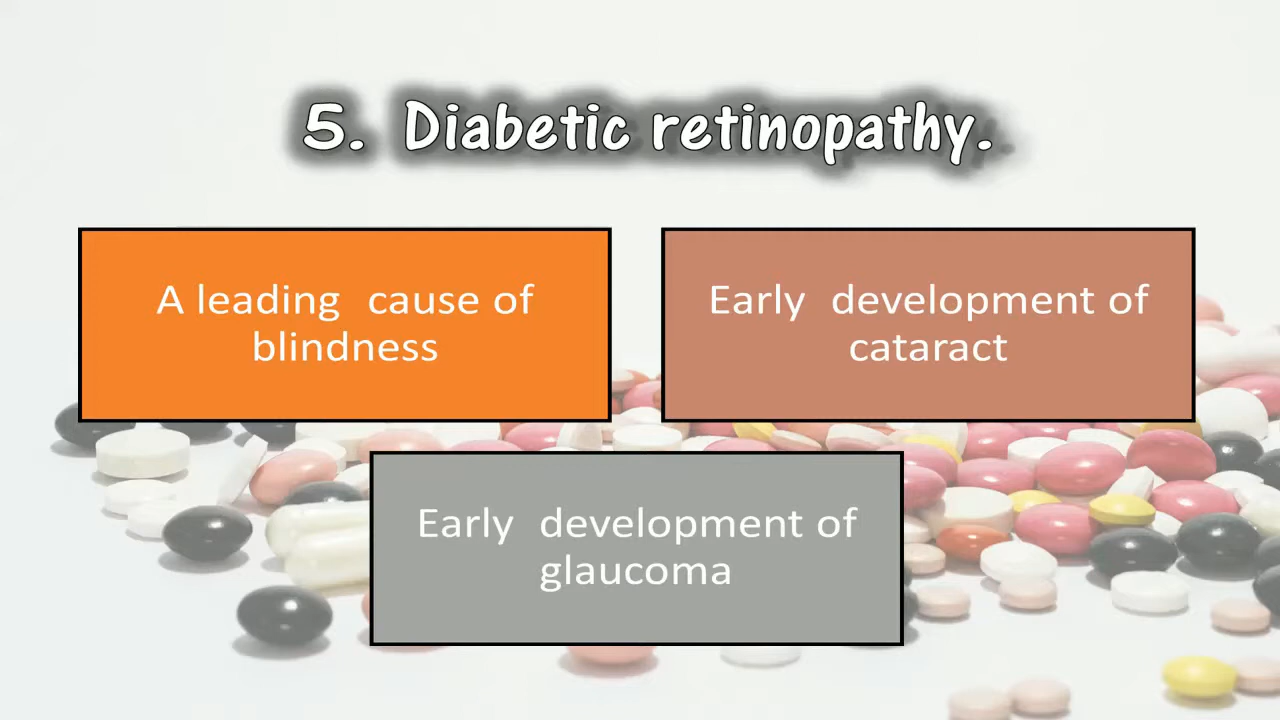 5. Diabetic retinopathy.
A leading cause of
blindness
Early development of
cataract
Early development of
glaucoma